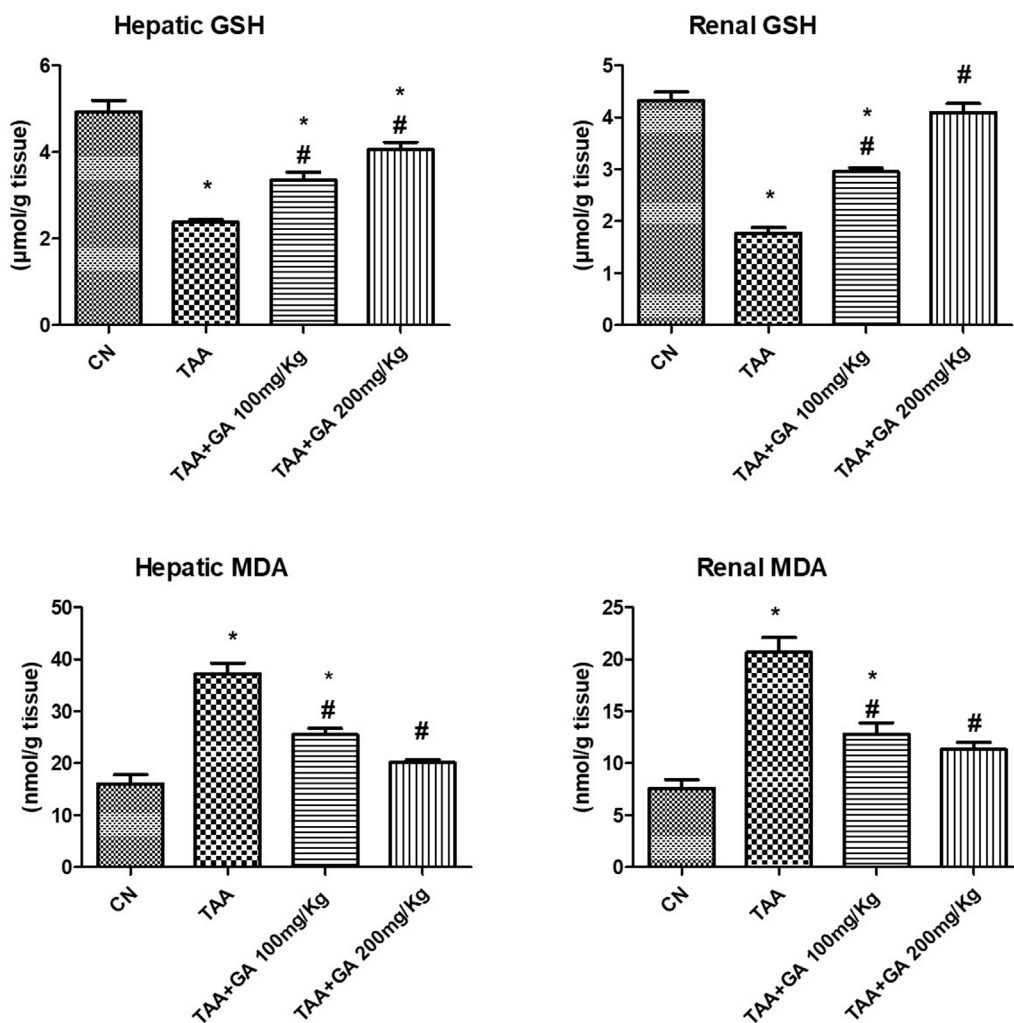 Hepatic GSH
(µmol/g tissue)
6
4
2
0
*
*
#
*
#
CN
TAA
TAA+GA 100mg/Kg
TAA+GA 200mg/Kg
Renal GSH
(µmol/g tissue)
5
4
3
2
1
0
*
*
#
#
CN
TAA
TAA+GA 100mg/Kg
TAA+GA 200mg/Kg
Hepatic MDA
(nmol/g tissue)
50
40
30
20
10
0
*
*
#
#
CN
TAA
TAA+GA 100mg/Kg
TAA+GA 200mg/Kg
Renal MDA
(nmol/g tissue)
25
20
15
10
5
0
*
*
#
#
CN
TAA
TAA+GA 100mg/Kg
TAA+GA 200mg/Kg